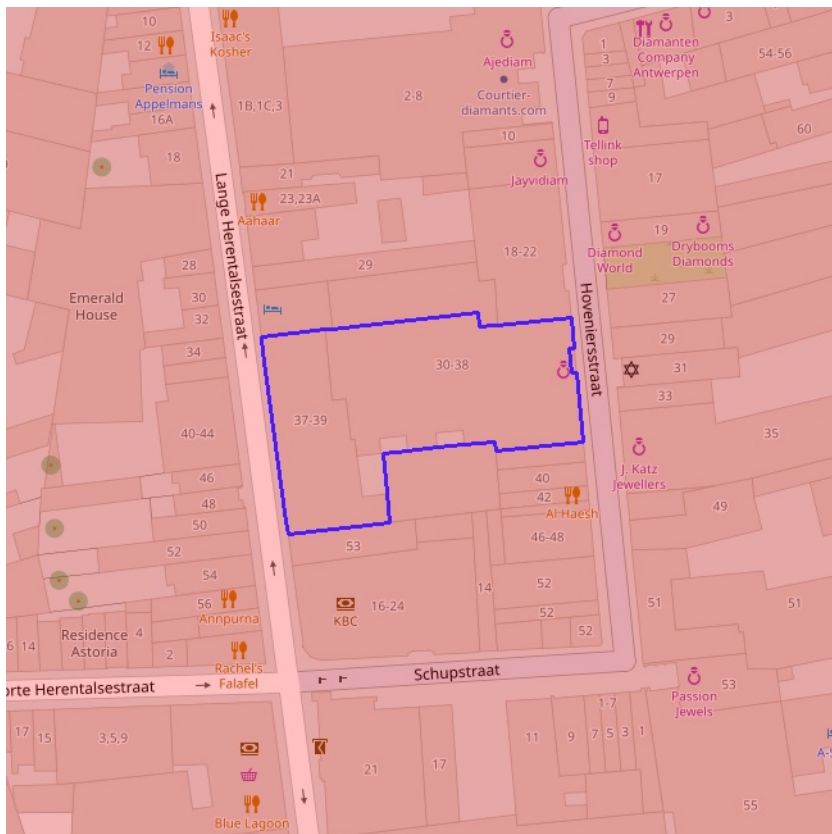 10
12
Isaac's
Kosher
Pension
Appelmans
16A
18
1B,1C,3
2-8
Ajediam
Courtier-
diamants.com
10
Jayvidiam
1
3
7
9
Diamanten
Company
Antwerpen
3
54-56
60
Tellink
shop
17
21
23,23A
Aahaar
Lange Herentalsestraat
18-22
19
Diamond
World
Drybooms
Diamonds
29
28
30
32
34
Emerald
House
27
29
31
33
Hoveniersstraat
30-38
37-39
40-44
46
48
50
52
54
56
Annpurna
35
J. Katz
Jewellers
49
40
42
Al Haesh
46-48
53
16-24
KBC
14
52
52
52
51
51
6
14
Residence
Astoria
4
2
Rachel's
Falafel
orte Herentalsestraat
Schupstraat
Passion
Jewels
53
17
15
3,5,9
Blue Lagoon
21
17
11
9
7
5
3
1
1-7
55
A-S